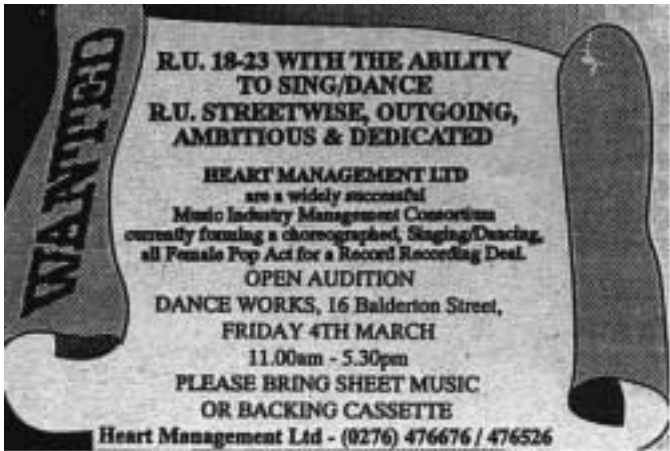 WANTED
R.U. 18-23 WITH THE ABILITY
TO SING/DANCE
R.U. STREETWISE, OUTGOING,
AMBITIOUS & DEDICATED
HEART MANAGEMENT LTD
are a widely successful
Music Industry Management Consortium
currently forming a choreographed, Singing/Dancing,
all Female Pop Act for a Record Recording Deal.
OPEN AUDITION
DANCE WORKS, 16 Balderton Street,
FRIDAY 4TH MARCH
11.00am - 5.30pm
PLEASE BRING SHEET MUSIC
OR BACKING CASSETTE
Heart Management Ltd - (0276) 476676 / 476526